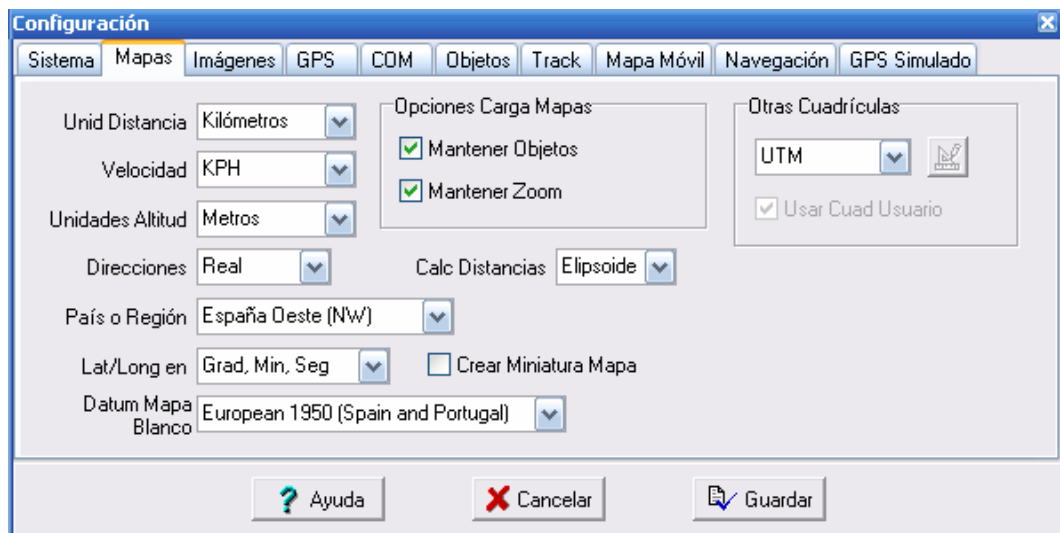 Configuración
Sistema Mapas Imágenes GPS COM Objetos Track Mapa Móvil Navegación GPS Simulado
Unid Distancia Kilómetros
Velocidad KPH
Unidades Altitud Metros
Opciones Carga Mapas
Mantener Objetos
Mantener Zoom
Otras Cuadrículas
UTM
Usar Cuad Usuario
Direcciones Real
Calc Distancias Elipsoide
País o Región España Oeste (NW)
Lat/Long en Grad, Min, Seg
Crear Miniatura Mapa
Datum Mapa
Blanco
European 1950 (Spain and Portugal)
? Ayuda
Cancelar
Guardar